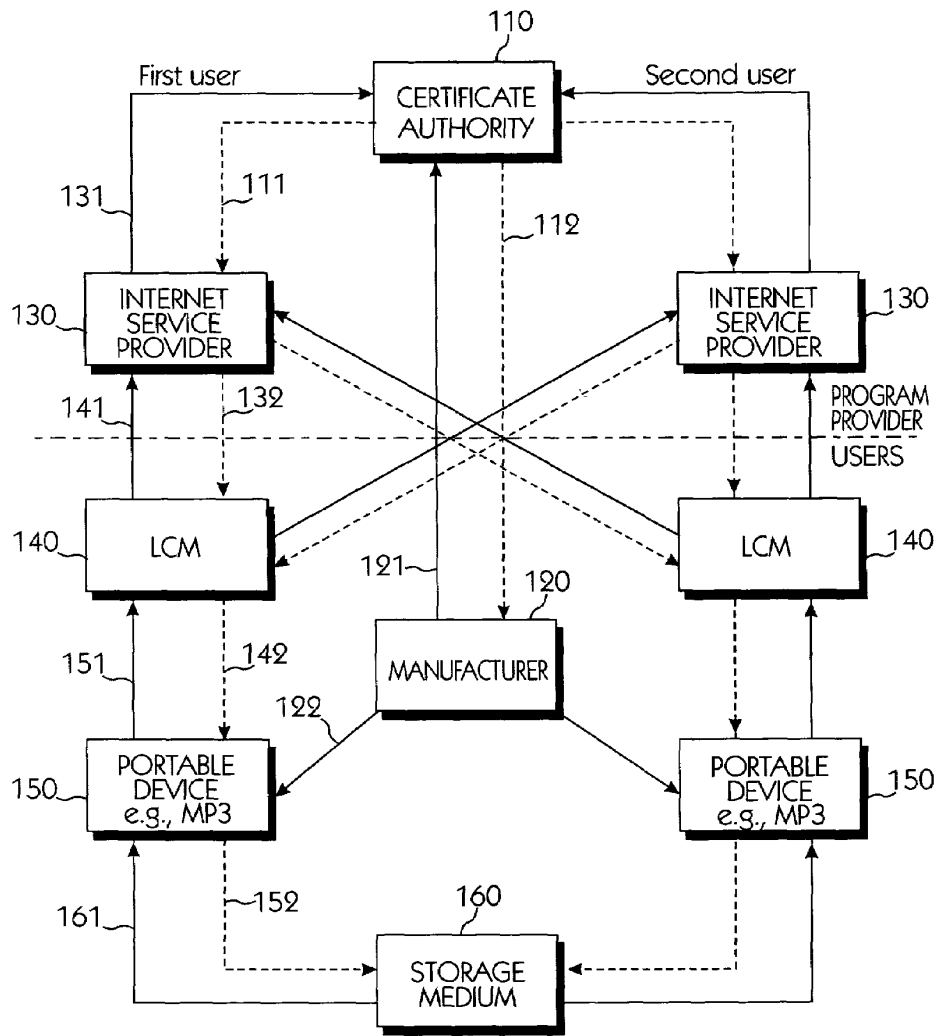 110
First user
Second user
CERTIFICATE
AUTHORITY
131
111
112
130
INTERNET
SERVICE
PROVIDER
INTERNET
SERVICE
PROVIDER
130
141
132
PROGRAM
PROVIDER
USERS
140
LCM
LCM
140
121
120
151
142
MANUFACTURER
122
150
PORTABLE
DEVICE
e.g., MP3
PORTABLE
DEVICE
e.g., MP3
150
161
152
160
STORAGE
MEDIUM